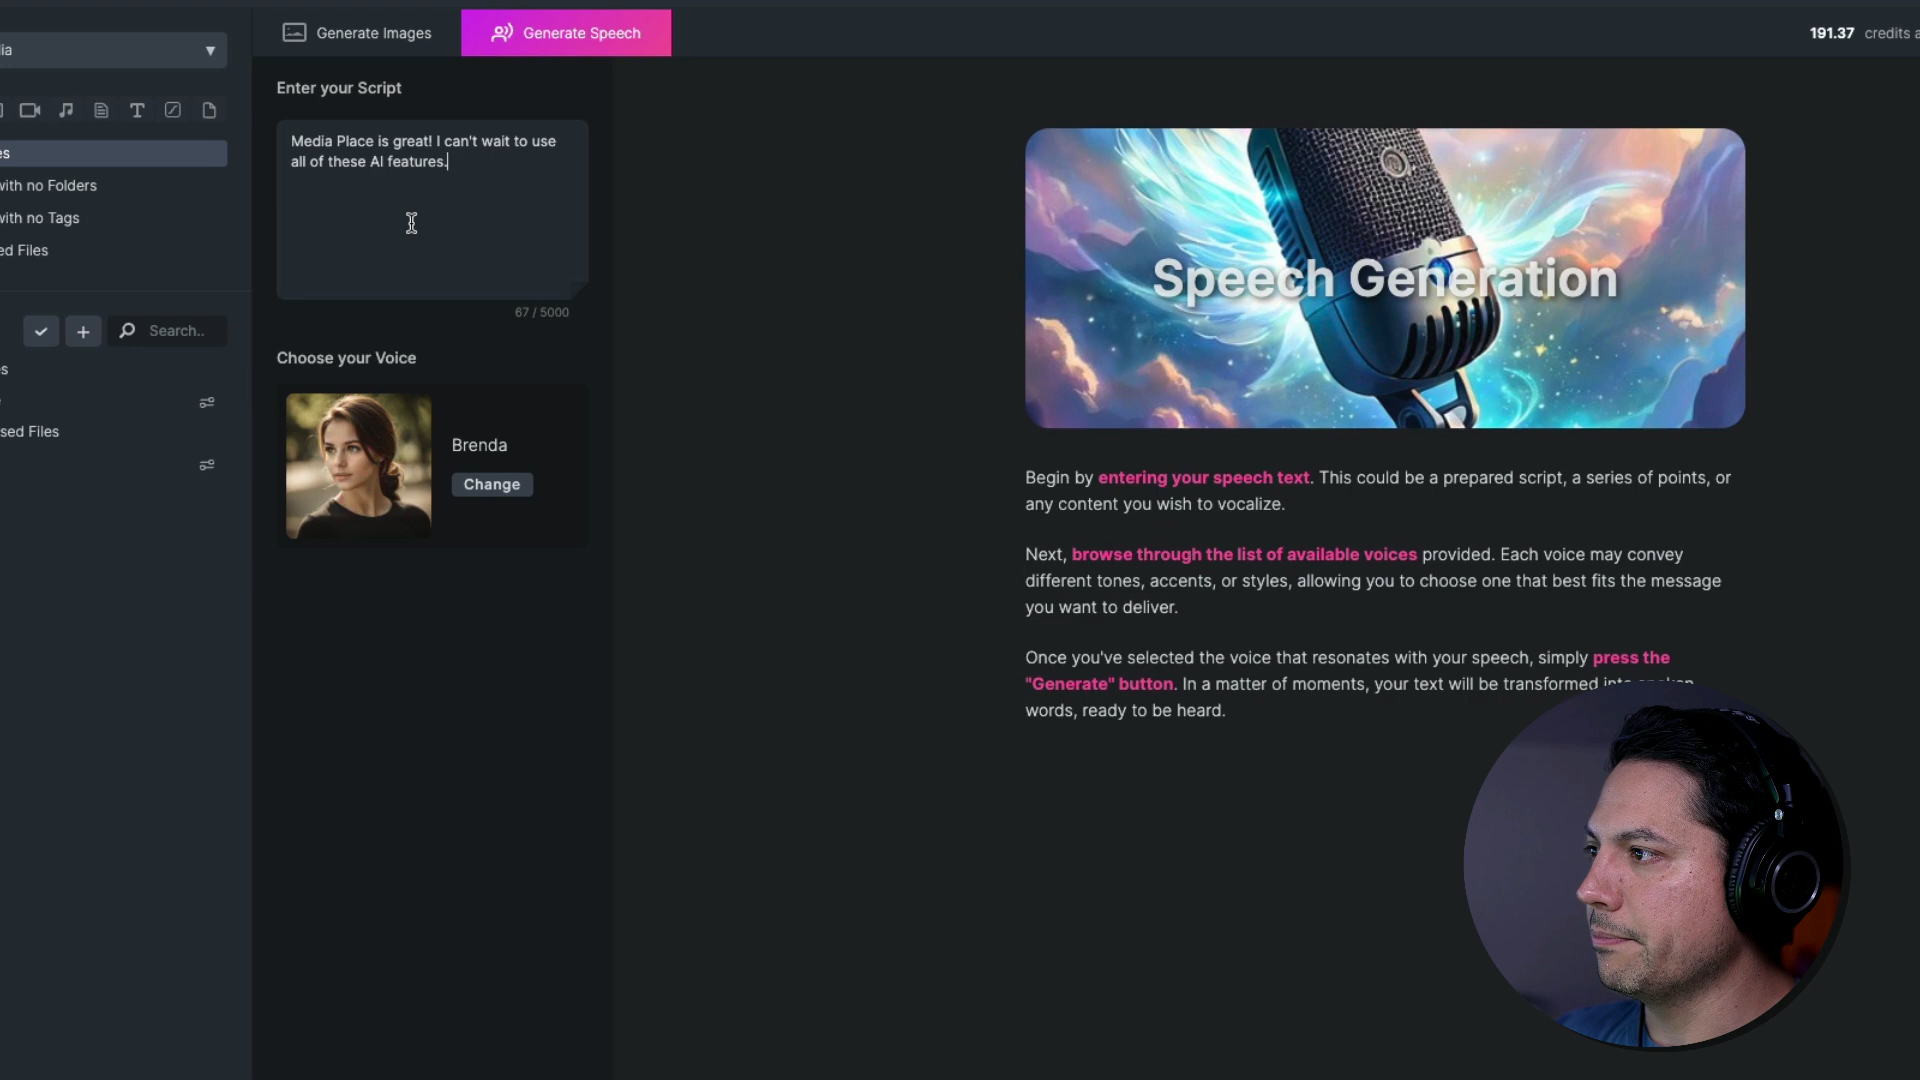 lia
Generate Images
Generate Speech
191.37 credits a
Enter your Script
Media Place is great! I can't wait to use
all of these AI features.
67 / 5000
es
with no Folders
with no Tags
ed Files
Search..
es
sed Files
Choose your Voice
Brenda
Change
Speech Generation
Begin by entering your speech text. This could be a prepared script, a series of points, or
any content you wish to vocalize.
Next, browse through the list of available voices provided. Each voice may convey
different tones, accents, or styles, allowing you to choose one that best fits the message
you want to deliver.
Once you've selected the voice that resonates with your speech, simply press the
"Generate" button. In a matter of moments, your text will be transformed into spoken
words, ready to be heard.